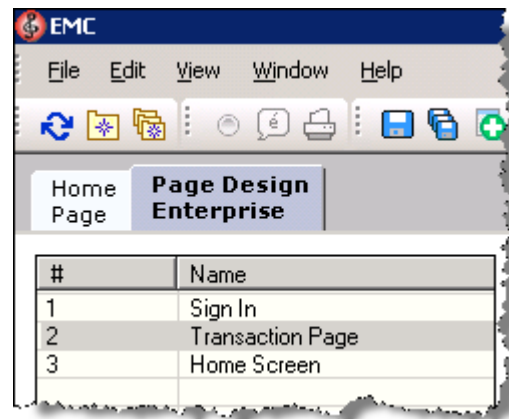 EMC
File Edit View Window Help
Home Page Design
Page Enterprise
# Name
1 Sign In
2 Transaction Page
3 Home Screen